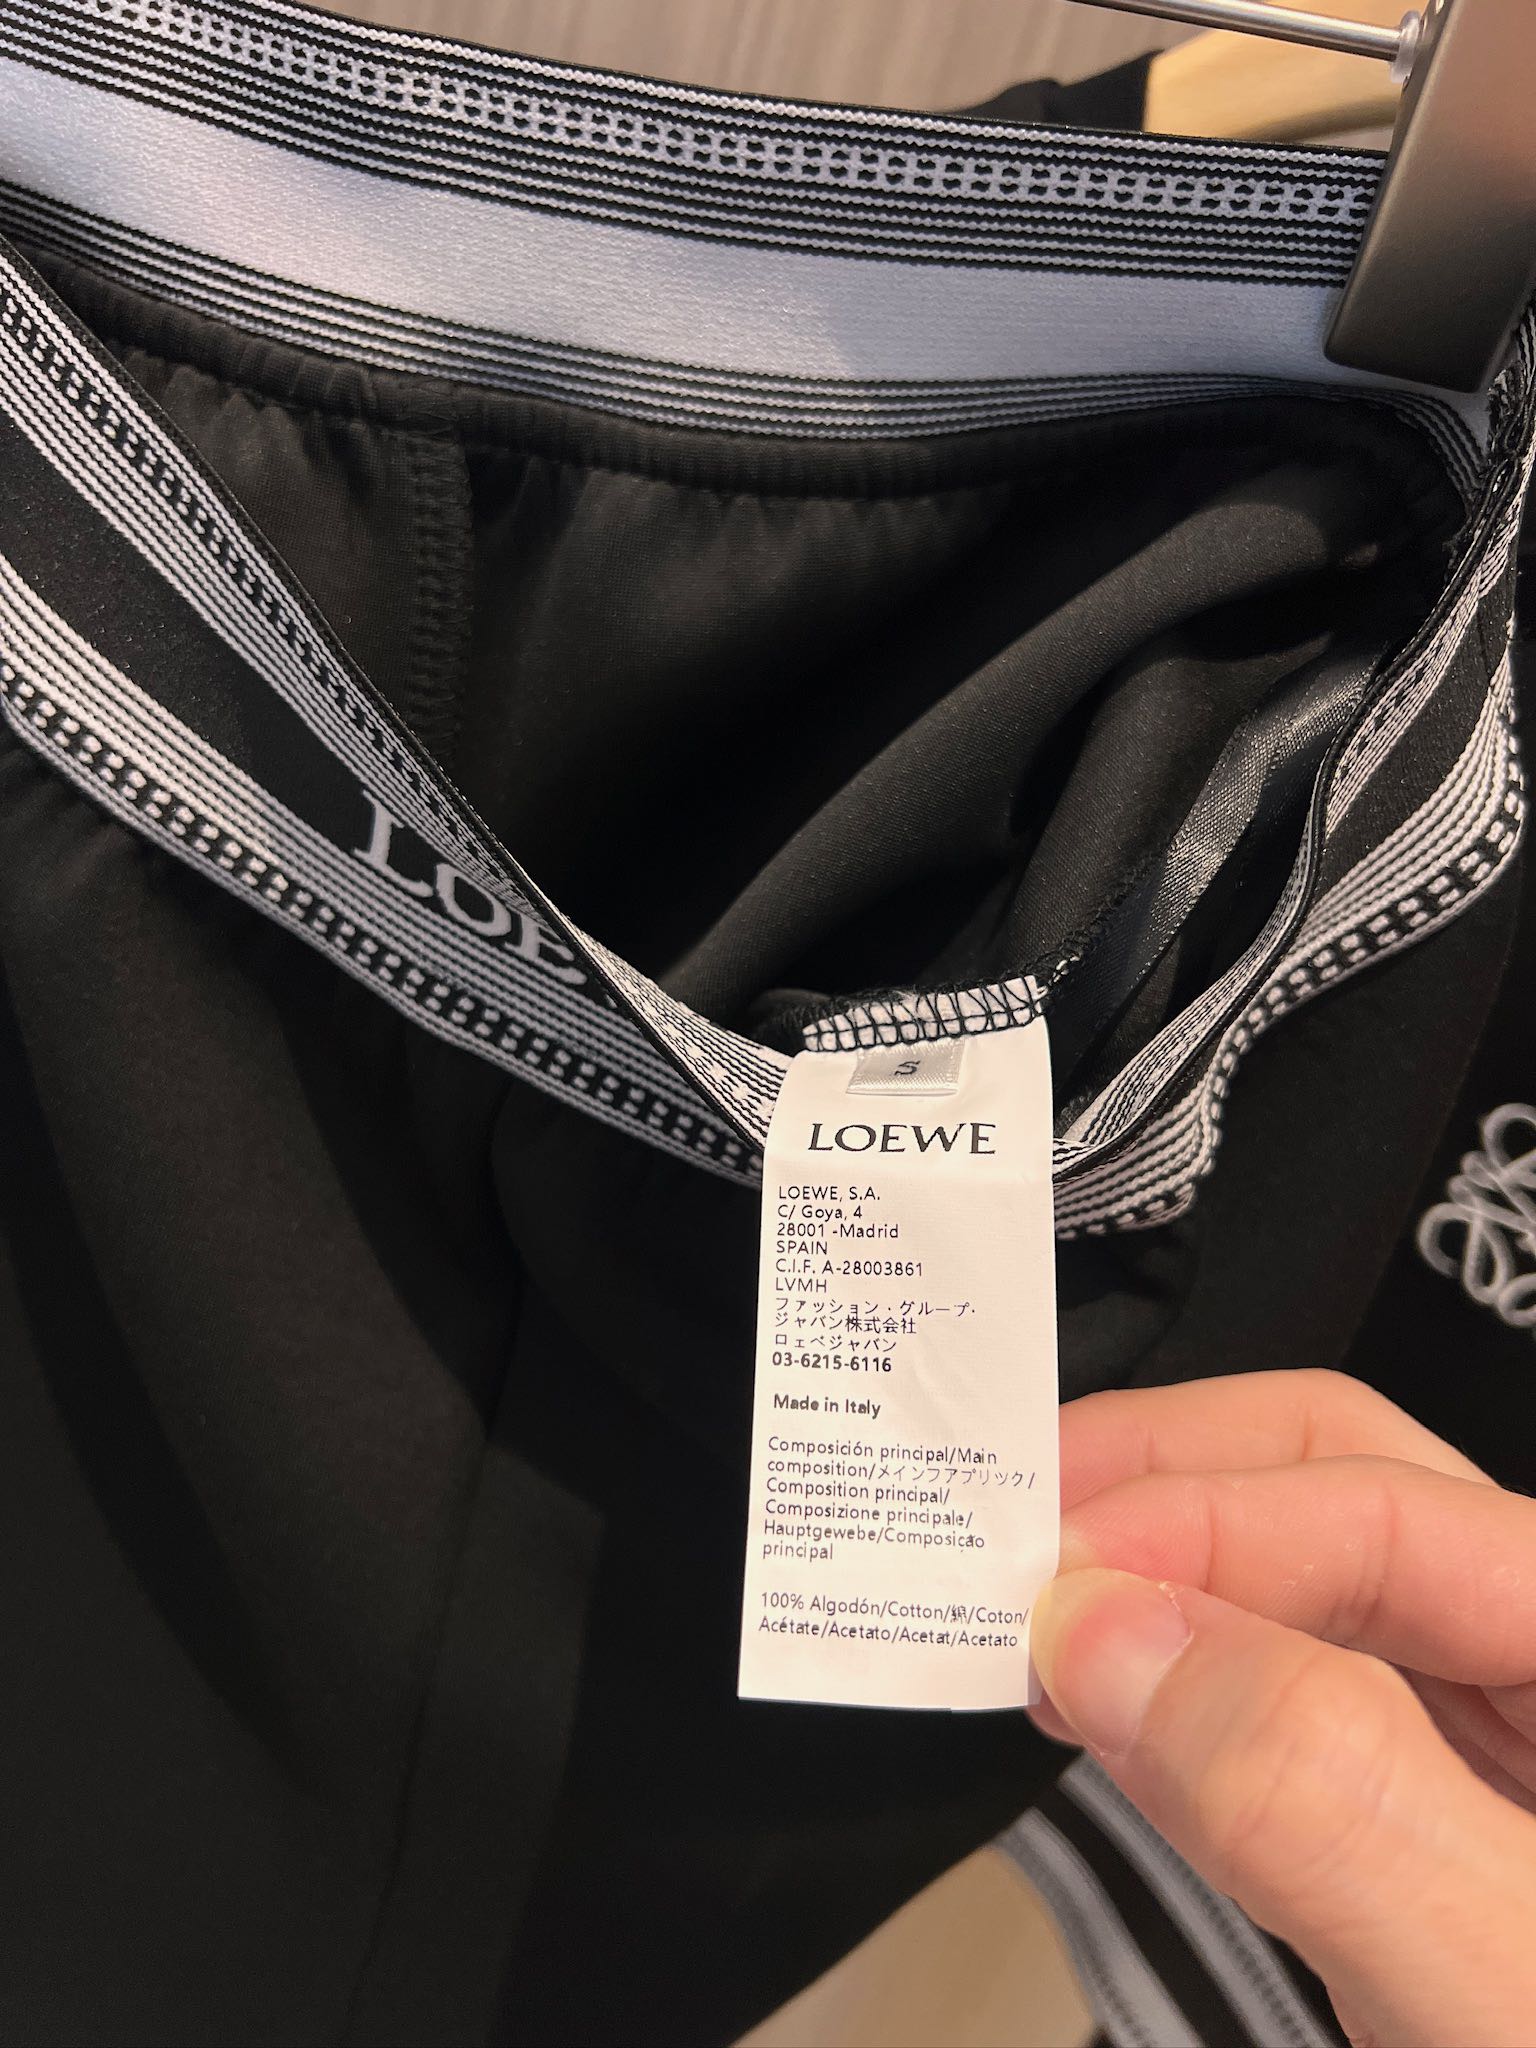 LOE
S
LOEWE
LOEWE, S.A.
C/ Goya, 4
28001 -Madrid
SPAIN
C.I.F. A-28003861
LVMH
ファッション・グループ・
ジャパン株式会社
ロエベジャパン
03-6215-6116
Made in Italy
Composición principal/Main
composition/メインファブリック/
Composition principal/
Composizione principale/
Hauptgewebe/Composição
principal
100% Algodón/Cotton/綿/Coton/
Acétate/Acetato/Acetat/Acetato